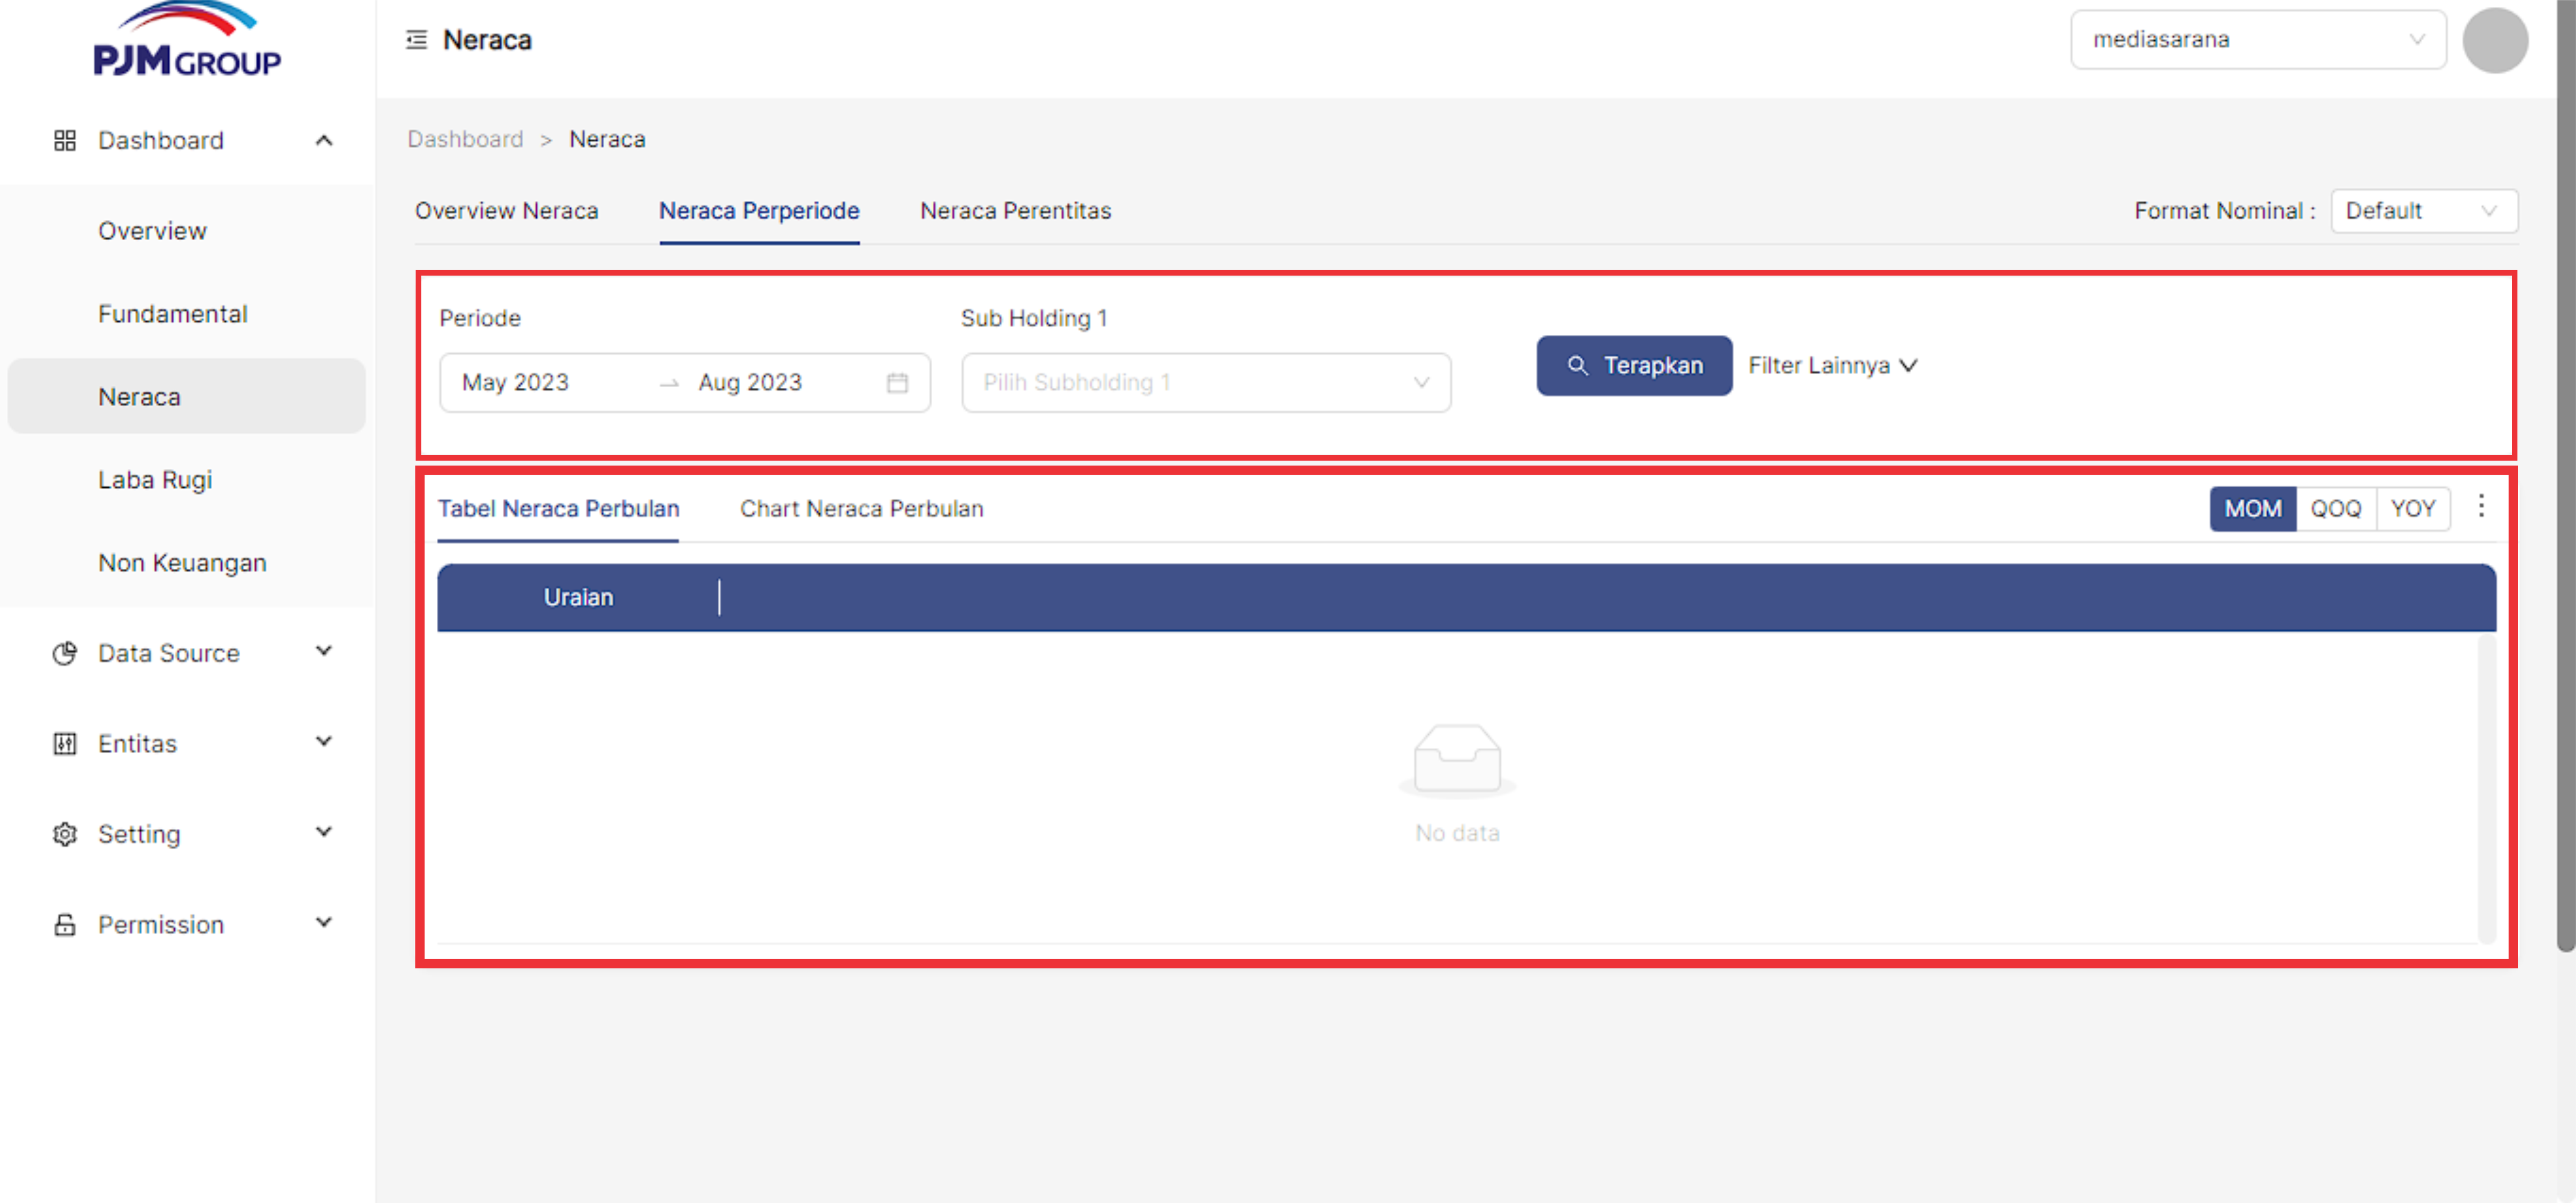 PJM GROUP
Neraca
mediasarana
Dashboard
Overview
Fundamental
Neraca
Laba Rugi
Non Keuangan
Data Source
Entitas
Setting
Permission
Dashboard > Neraca
Overview Neraca Neraca Perperiode Neraca Perentitas
Format Nominal : Default
Periode
May 2023 → Aug 2023
Sub Holding 1
Pilih Subholding 1
Terapkan
Filter Lainnya
Tabel Neraca Perbulan Chart Neraca Perbulan
MOM QOQ YOY
Uraian
No data